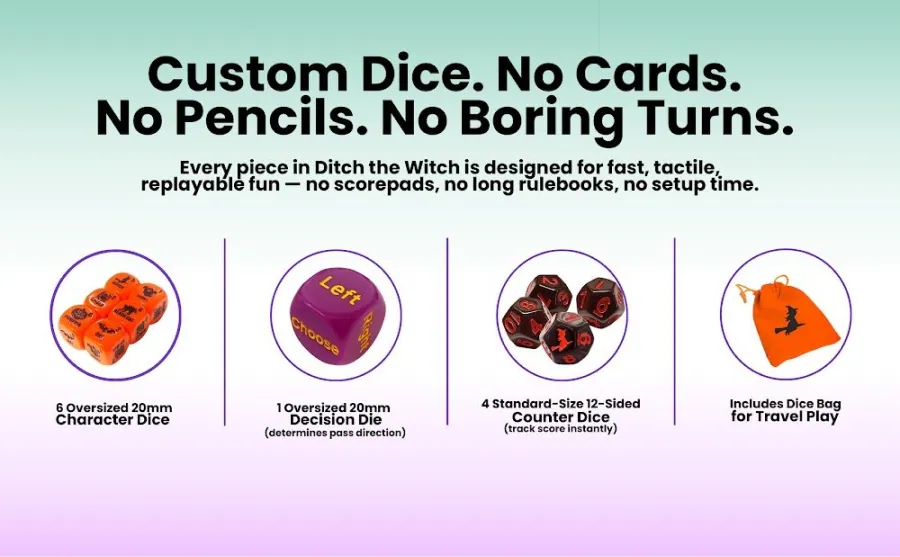 Custom Dice. No Cards.
No Pencils. No Boring Turns.
Every piece in Ditch the Witch is designed for fast, tactile,
replayable fun — no scorepads, no long rulebooks, no setup time.
Left
Choose
Right
6 Oversized 20mm
Character Dice
1 Oversized 20mm
Decision Die
(determines pass direction)
4 Standard-Size 12-Sided
Counter Dice
(track score instantly)
Includes Dice Bag
for Travel Play